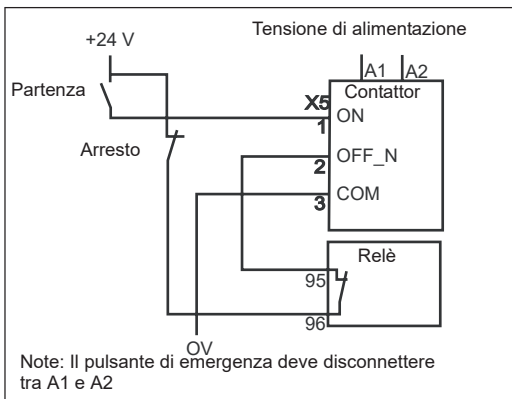 Tensione di alimentazione
+24 V
A1 A2
Partenza
Contattor
X5
1 ON
Arresto
2 OFF_N
3 COM
Relè
95
96
OV
Note: Il pulsante di emergenza deve disconnettere
tra A1 e A2